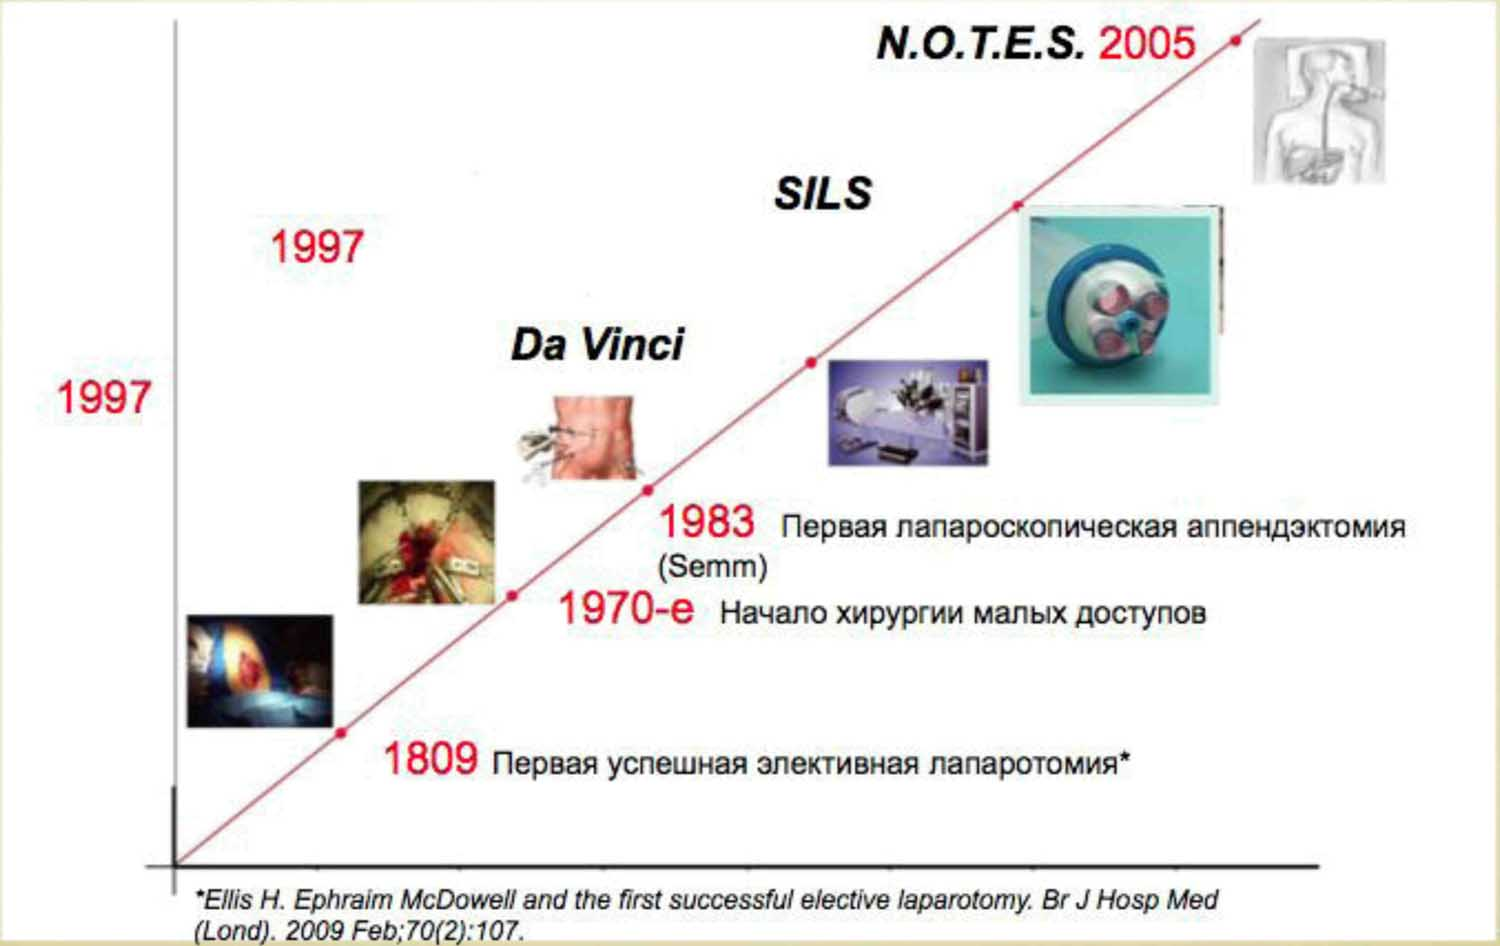 N.O.T.E.S. 2005
SILS
1997
Da Vinci
1997
1983 Первая лапароскопическая аппендэктомия
(Semm)
1970-е Начало хирургии малых доступов
1809 Первая успешная элективная лапаротомия*
*Ellis H. Ephraim McDowell and the first successful elective laparotomy. Br J Hosp Med
(Lond). 2009 Feb;70(2):107.